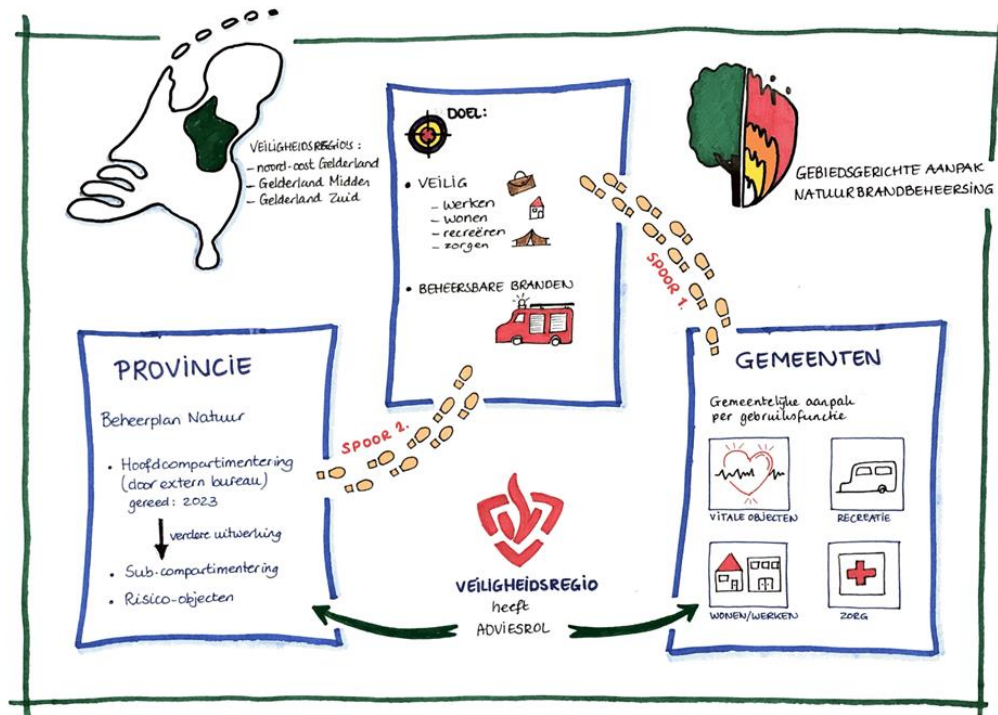 VEILIGHEIDSREGIO'S :
- noord-oost Gelderland
- Gelderland Midden
- Gelderland Zuid
DOEL:
• VEILIG
- werken
- wonen
- recreëren
- zorgen
• BEHEERSBARE BRANDEN
GEBIEDSGERICHTE AANPAK
NATUURBRANDBEHEERSING
SPOOR 1.
PROVINCIE
Beheerplan Natuur
• Hoofdcompartimentering
(door extern bureau)
gereed: 2023
verdere uitwerking
• Sub-compartimentering
• Risico-objecten
SPOOR 2.
VEILIGHEIDSREGIO
heeft
ADVIESROL
GEMEENTEN
Gemeentelijke aanpak
per gebruiksfunctie
VITALE OBJECTEN
RECREATIE
WONEN/WERKEN
ZORG